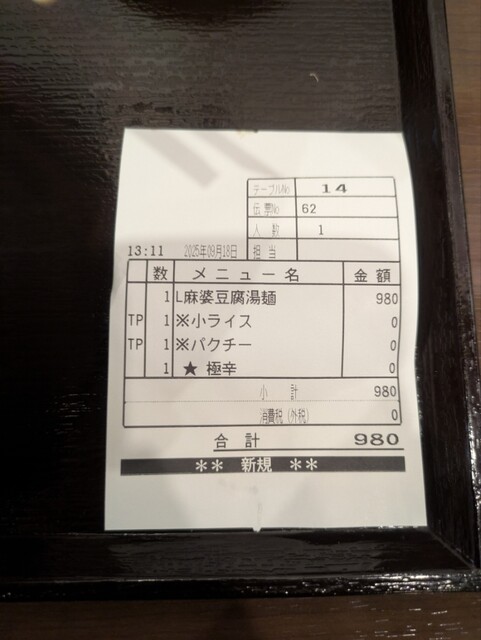 テーブルNo 14
伝票No 62
人数 1
13:11 2025年09月18日 担当
数 メニュー名 金額
1 L麻婆豆腐湯麺 980
TP 1 ※小ライス 0
TP 1 ※パクチー 0
1 ★ 極辛 0
小計 980
消費税(外税) 0
合計 980
** 新規 **